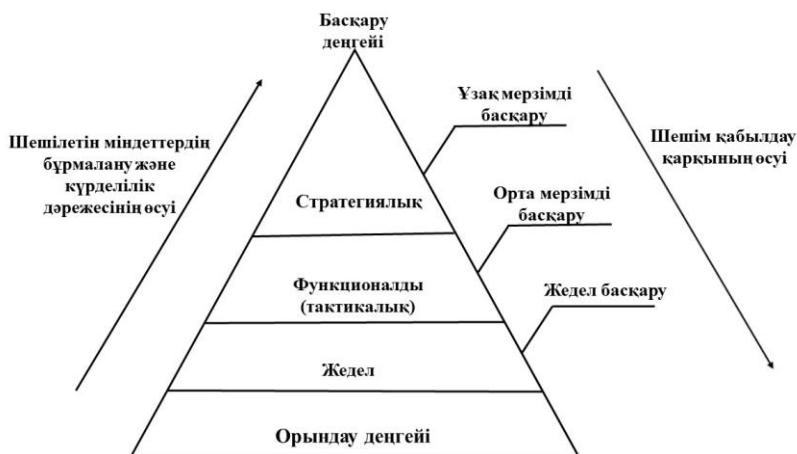 Басқару
деңгейі
Ұзақ мерзімді
басқару
Шешілетін міндеттердің
бұрмалану және
күрделілік
дәрежесінің өсуі
Шешім қабылдау
қарқынының өсуі
Стратегиялық
Орта мерзімді
басқару
Функционалды
(тактикалық)
Жедел басқару
Жедел
Орындау деңгейі